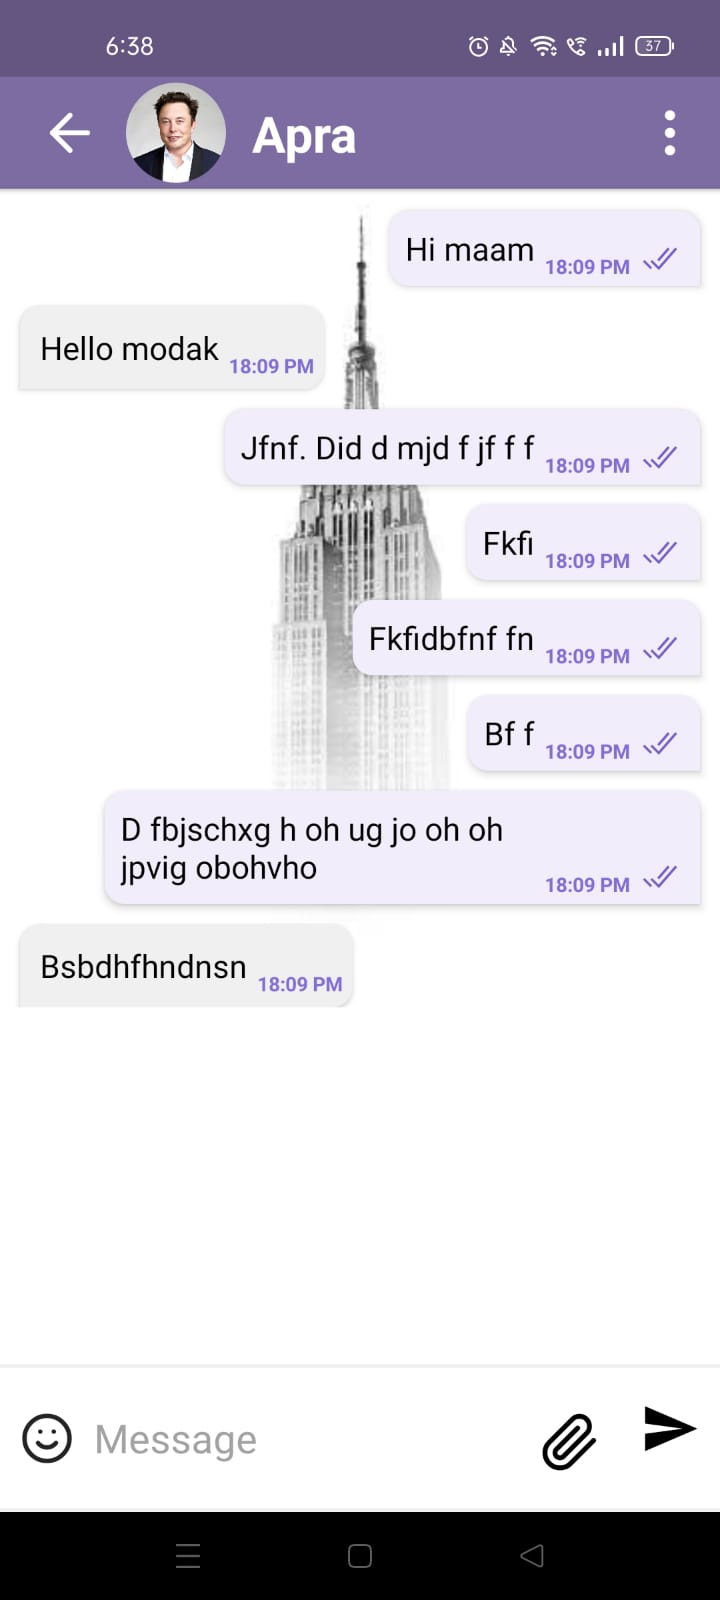 6:38
37
Apra
Hi maam 18:09 PM
Hello modak 18:09 PM
Jfnf. Did d mjd f jf f f 18:09 PM
Fkfi 18:09 PM
Fkfidbfnf fn 18:09 PM
Bf f 18:09 PM
D fbjschxg h oh ug jo oh oh
jpvig obohvho 18:09 PM
Bsbdhfhndnsn 18:09 PM
Message